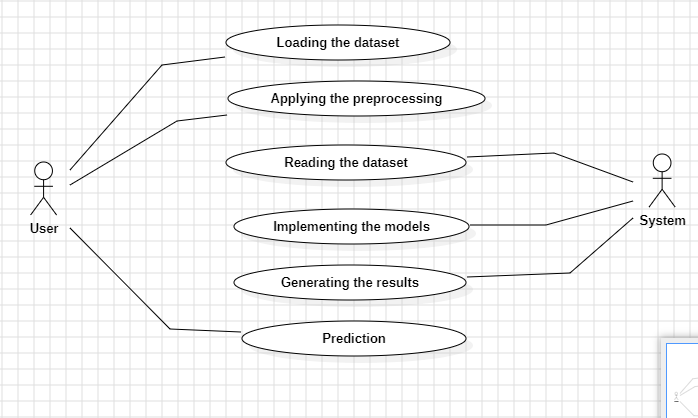 Loading the dataset
Applying the preprocessing
Reading the dataset
User
System
Implementing the models
Generating the results
Prediction